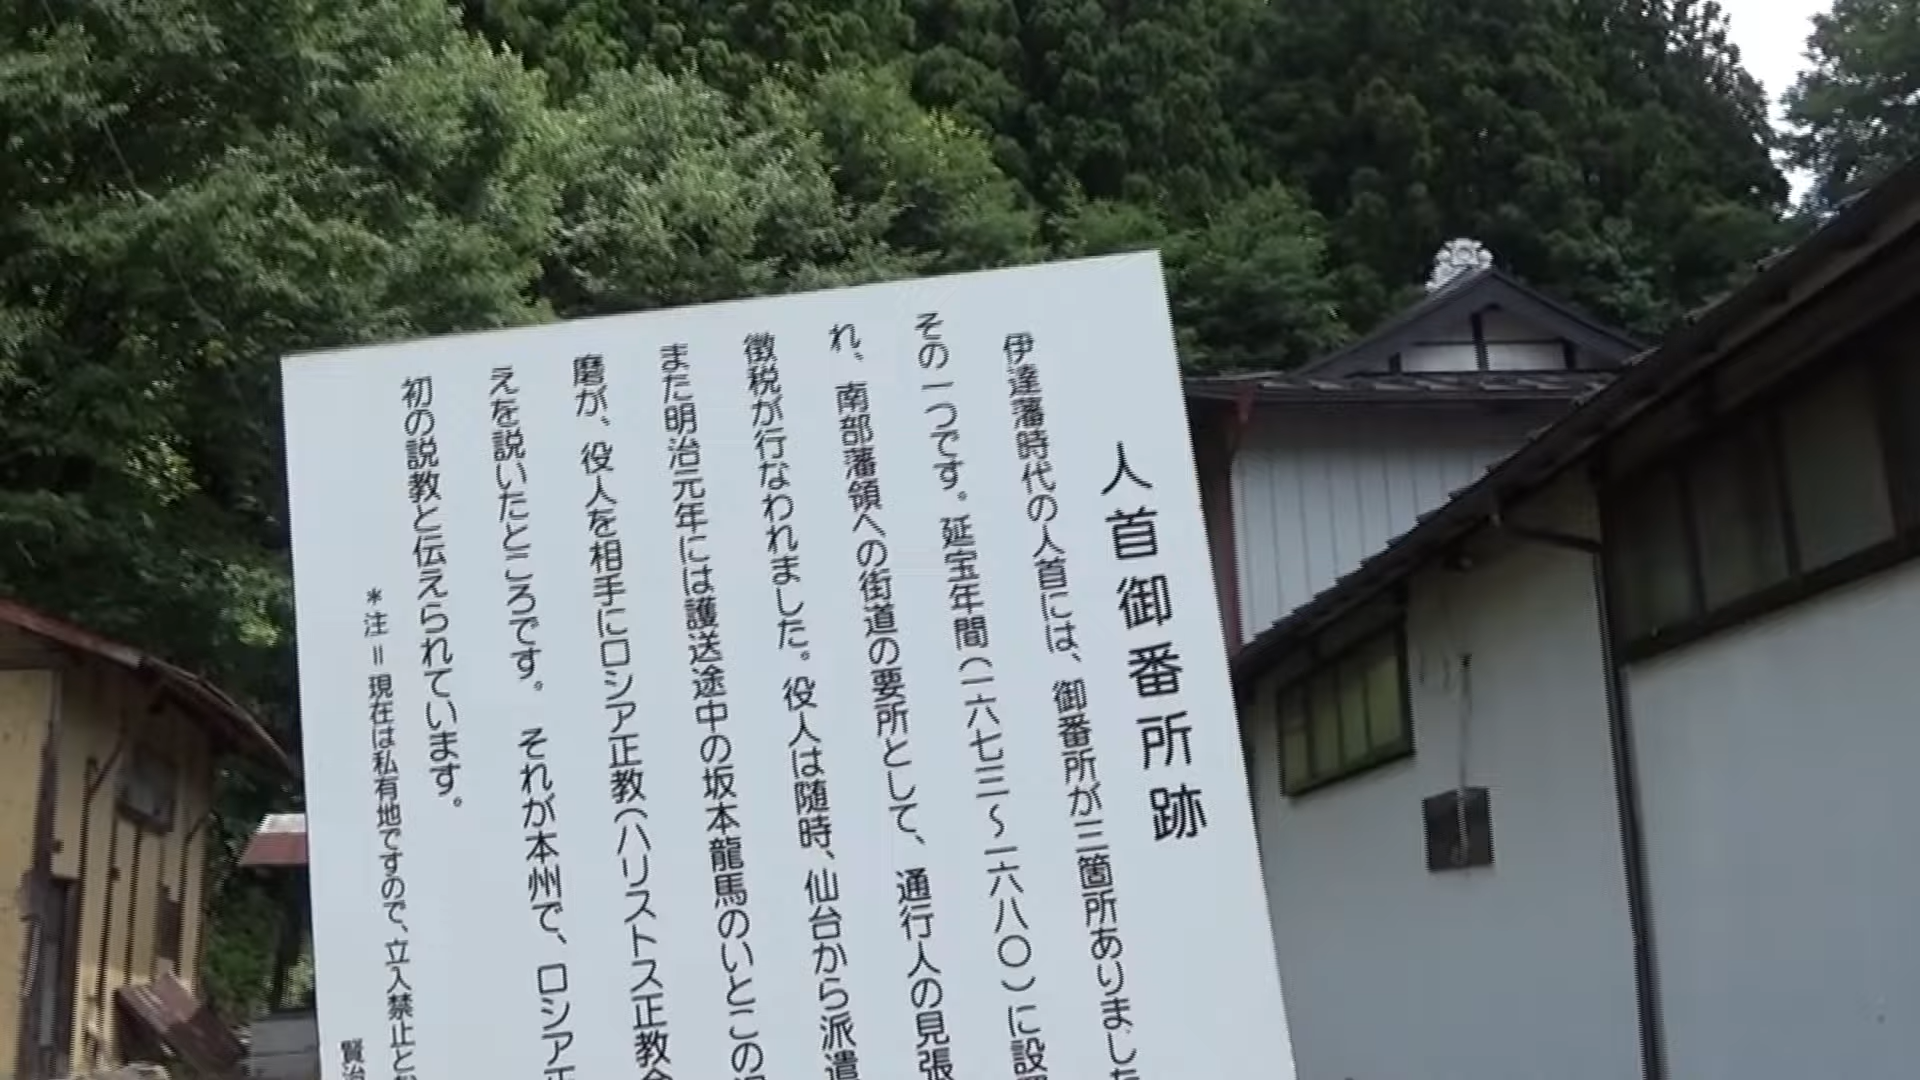 人首御番所跡
伊達藩時代の人首には、御番所が三箇所ありました
その一つです。延宝年間（一六七三～一六八〇）に設
れ、南部藩領への街道の要所として、通行人の見張
徴税が行なわれました。役人は随時、仙台から派遣
また明治元年には護送途中の坂本龍馬のいとこの
磨が、役人を相手にロシア正教（ハリストス正教会
えを説いたところです。それが本州で、ロシア正
初の説教と伝えられています。
＊注＝現在は私有地ですので、立入禁止と
賢治